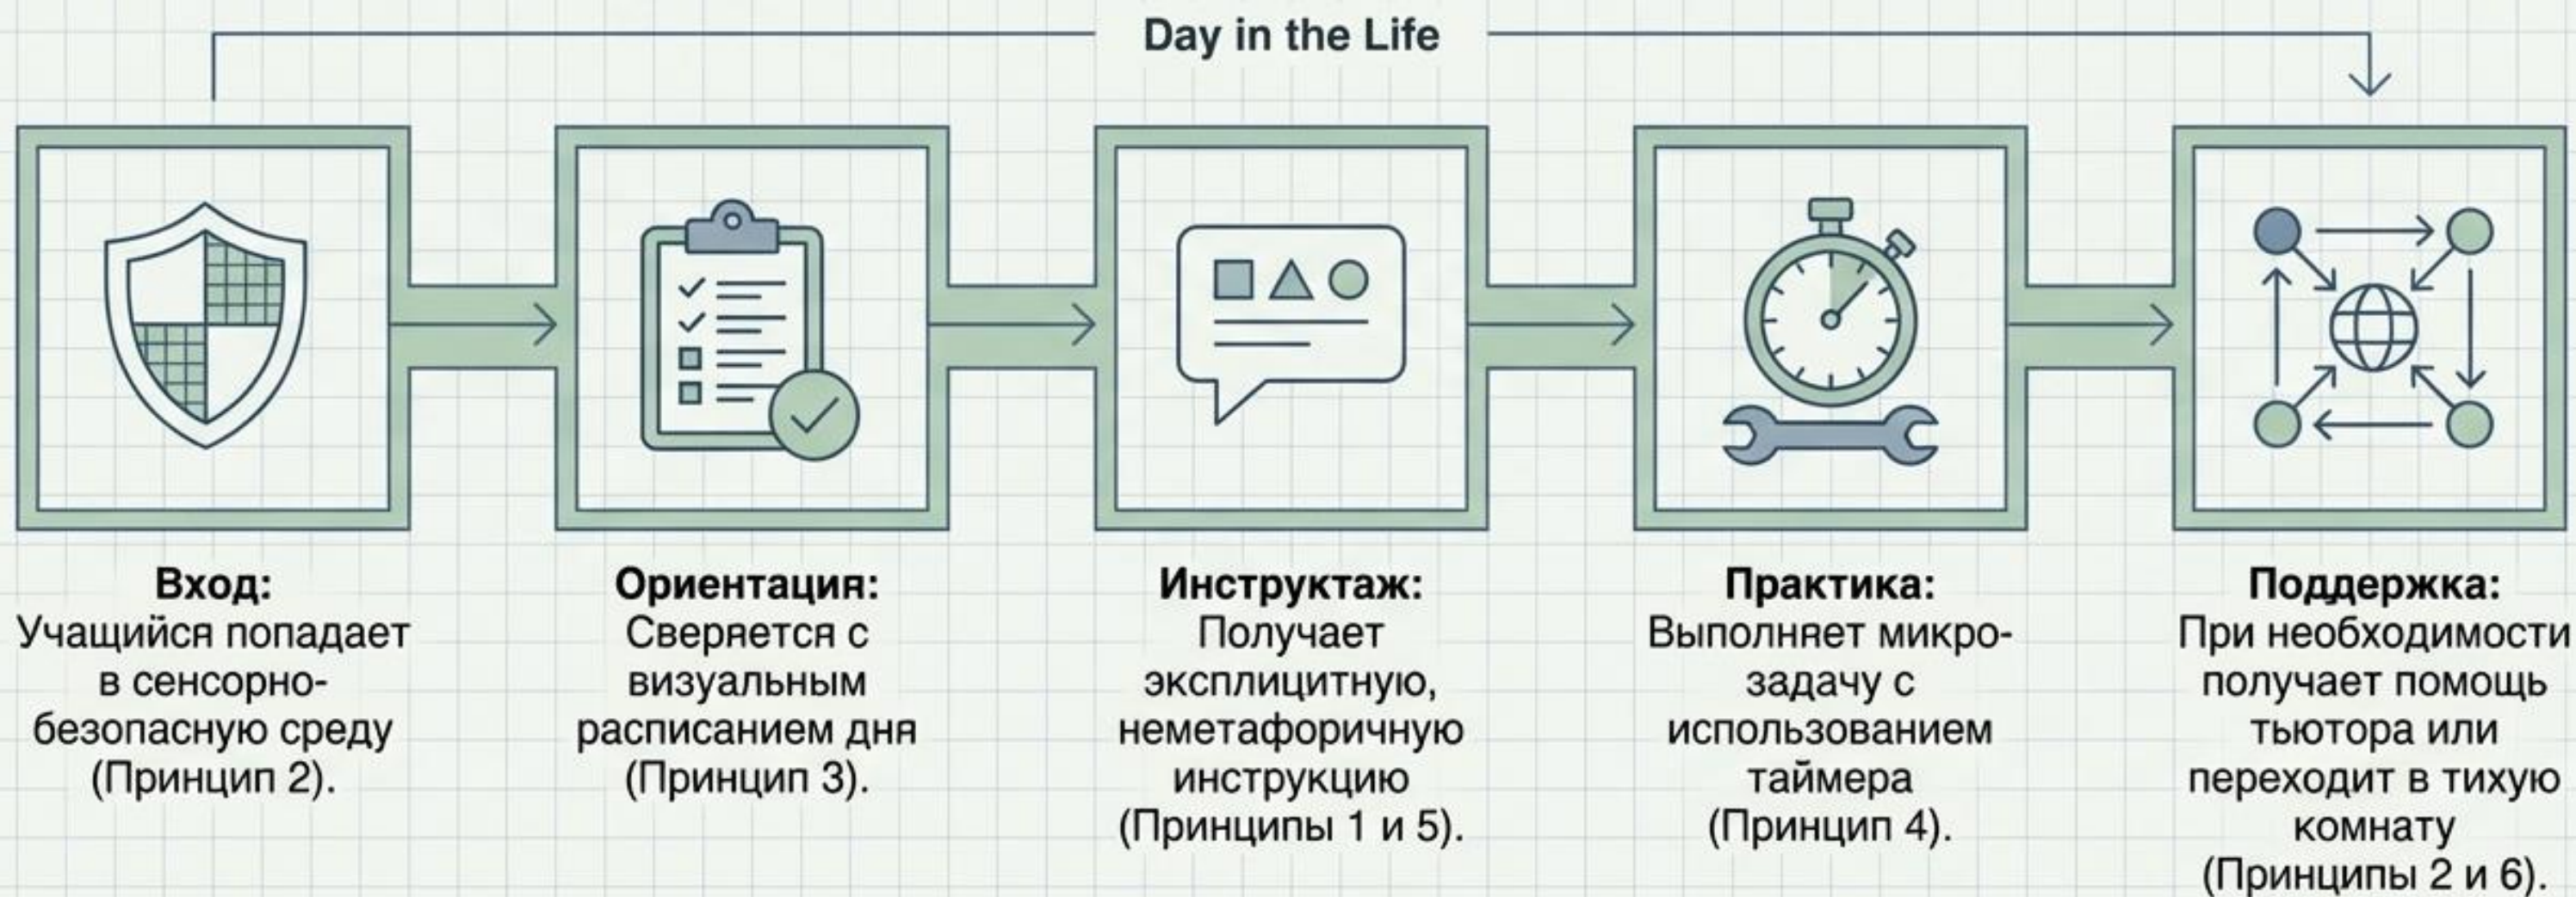 Day in the Life
Вход:
Учащийся попадает
в сенсорно-
безопасную среду
(Принцип 2).
Ориентация:
Сверяется с
визуальным
расписанием дня
(Принцип 3).
Инструктаж:
Получает
эксплицитную,
неметафоричную
инструкцию
(Принципы 1 и 5).
Практика:
Выполняет микро-
задачу с
использованием
таймера
(Принцип 4).
Поддержка:
При необходимости
получает помощь
тьютора или
переходит в тихую
комнату
(Принципы 2 и 6).